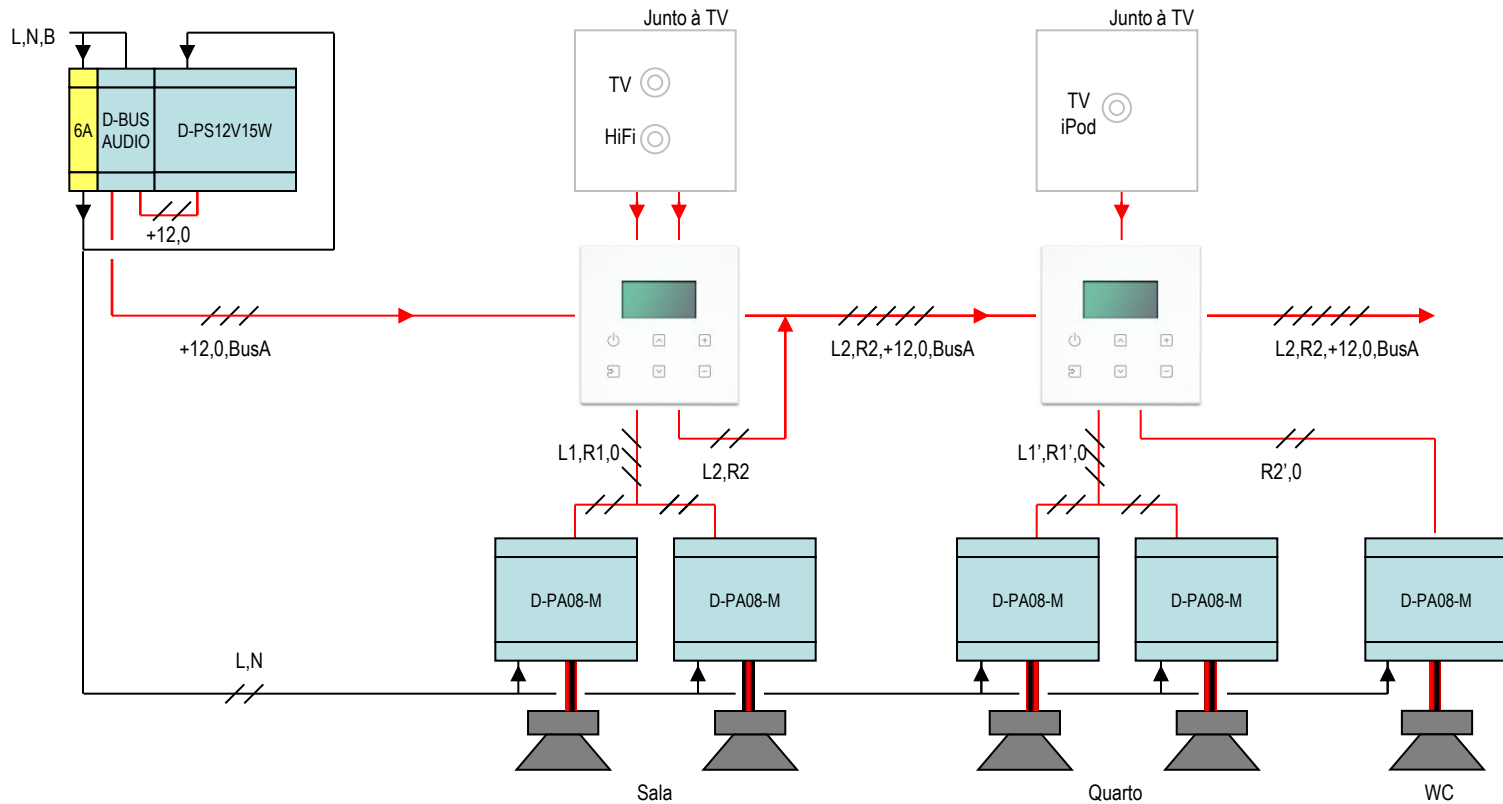 Junto à TV
Junto à TV
L,N,B
6A
D-BUS
AUDIO
D-PS12V15W
TV
HiFi
TV
iPod
+12,0
+12,0,BusA
L2,R2,+12,0,BusA
L2,R2,+12,0,BusA
L1,R1,0
L2,R2
L1’,R1’,0
R2’,0
D-PA08-M
D-PA08-M
D-PA08-M
D-PA08-M
D-PA08-M
L,N
Sala
Quarto
WC